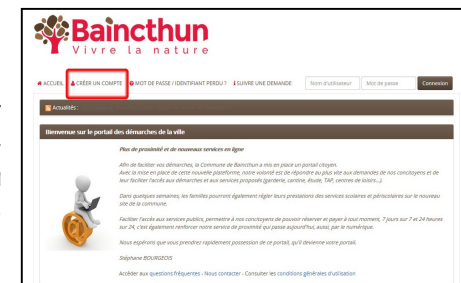 Baincthun
Vivre la nature
ACCUEIL CRÉER UN COMPTE MOT DE PASSE / IDENTIFIANT PERDU ? SUIVRE UNE DEMANDE Nom d'utilisateur Mot de passe Connexion
Actualités :
Bienvenue sur le portail des démarches de la ville
Plus de proximité et de nouveaux services en ligne
Afin de faciliter vos démarches, la Commune de Baincthun a mis en place un portail citoyen.
Avec la mise en place de cette nouvelle plateforme, notre volonté est de répondre au plus vite aux demandes de nos concitoyens et de
leur faciliter l'accès aux démarches et aux services proposés (garderie, cantine, étude, TAP, centres de loisirs...).
Dans quelques semaines, les familles pourront également régler leurs prestations des services scolaires et périscolaires sur le nouveau
site de la commune.
Faciliter l'accès aux services publics, permettre à nos concitoyens de pouvoir réserver et payer à tout moment, 7 jours sur 7 et 24 heures
sur 24, c'est également renforcer notre service de proximité qui passe aujourd'hui, aussi, par le numérique.
Nous espérons que vous prendrez rapidement possession de ce portail, qu'il devienne votre portail.
Stéphane BOURGEOIS
Accéder aux questions fréquentes - Nous contacter - Consulter les conditions générales d'utilisation